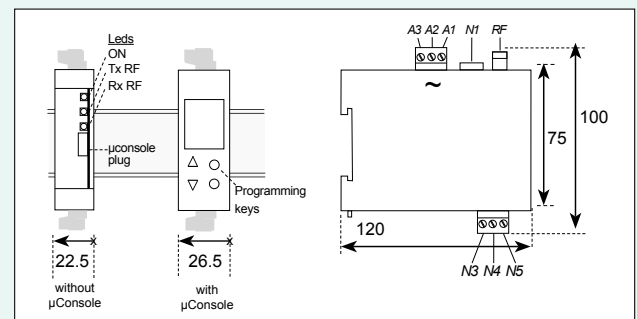 Leds
ON
Tx RF
Rx RF
µconsole
plug
Programming
keys
22.5
without
µConsole
26.5
with
µConsole
A3 A2 A1 N1 RF
~
75
100
120
N3 N4 N5